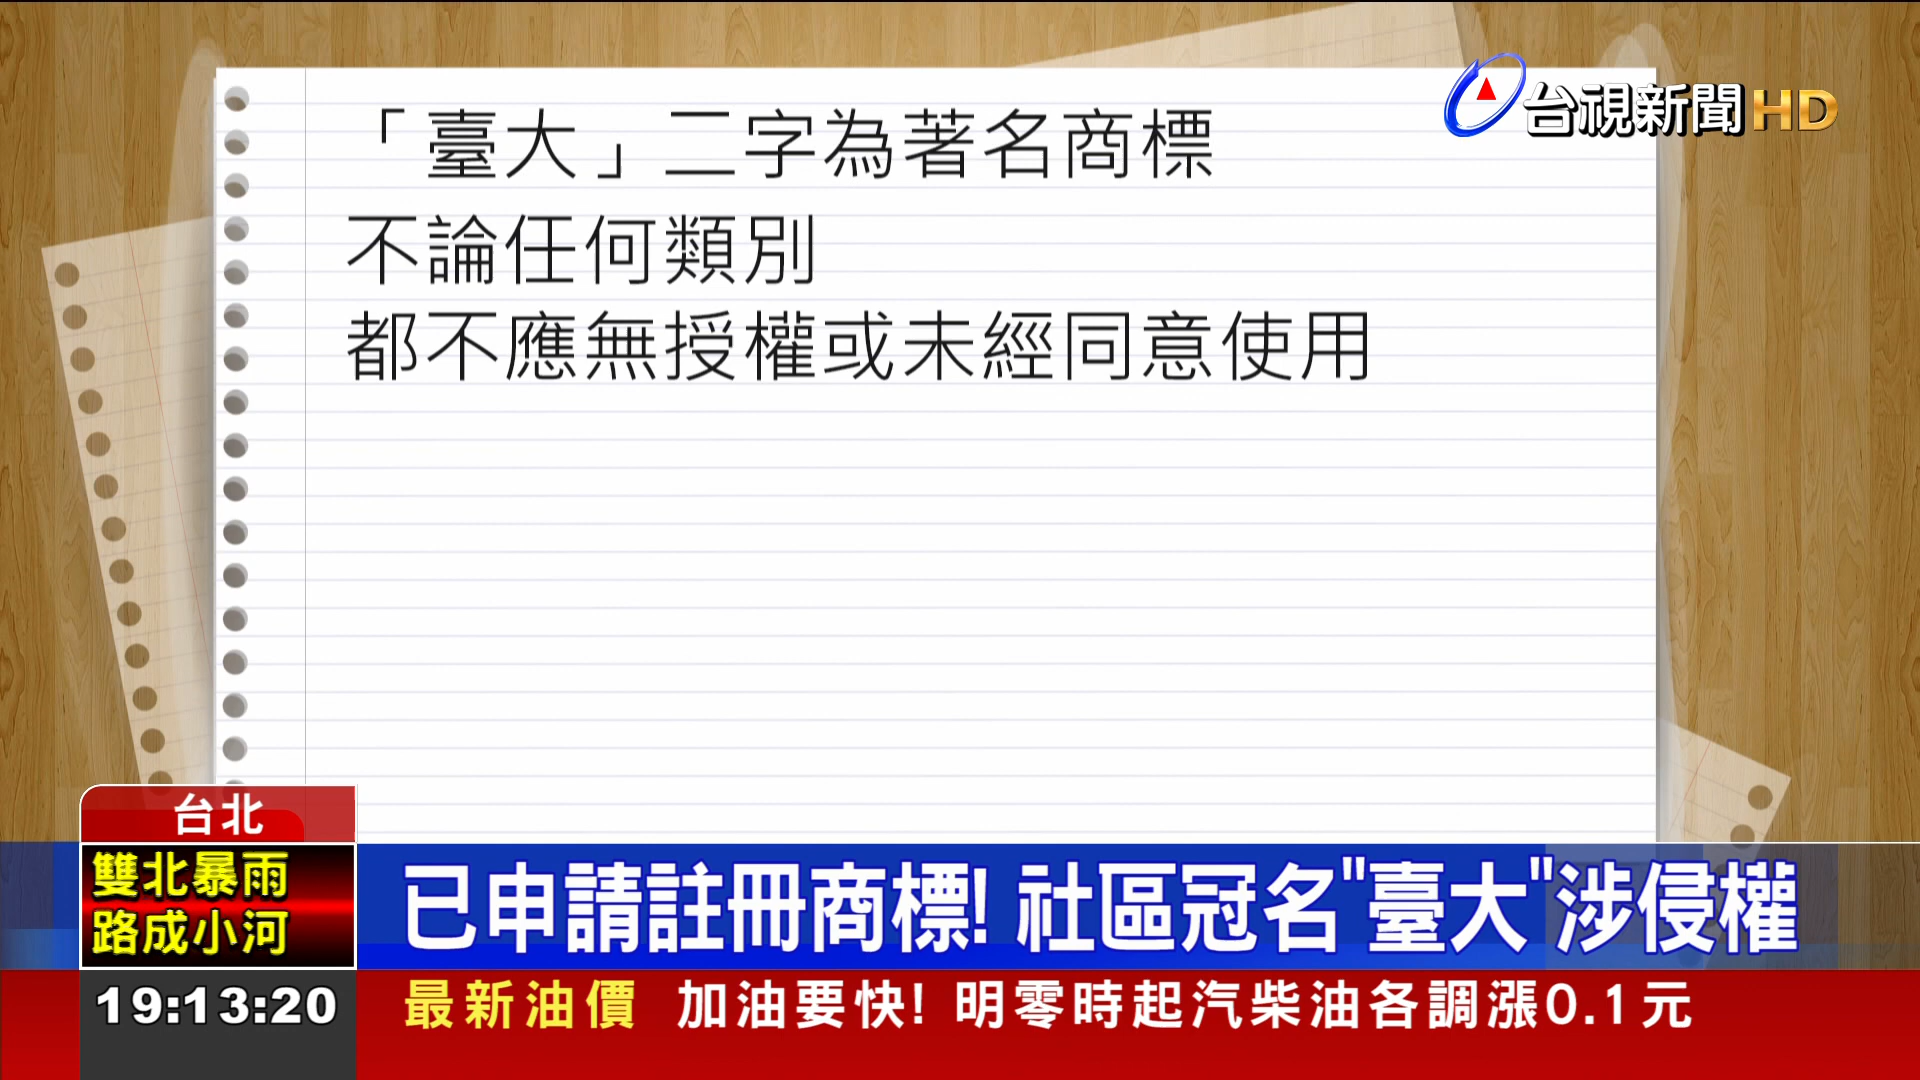 「臺大」二字為著名商標
不論任何類別
都不應無授權或未經同意使用
台視新聞HD
台北
雙北暴雨
路成小河
已申請註冊商標! 社區冠名"臺大"涉侵權
19:13:20
最新油價 加油要快! 明零時起汽柴油各調漲0.1元